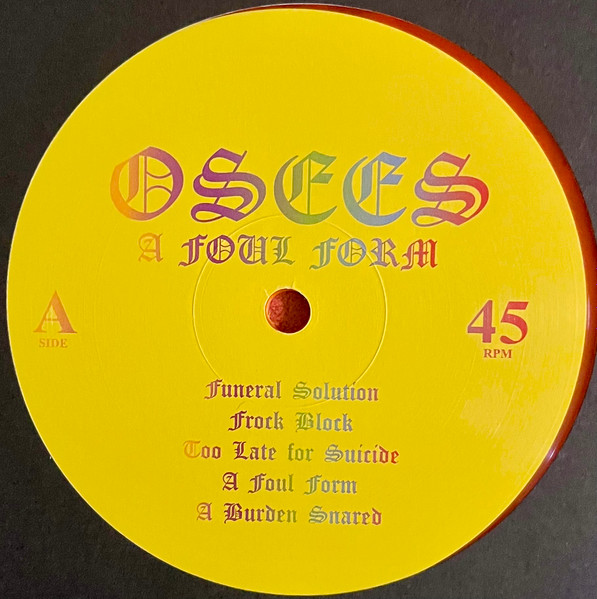 OSEES
A FOUL FORM
A
SIDE
45
RPM
Funeral Solution
Frock Block
Too Late for Suicide
A Foul Form
A Burden Snared